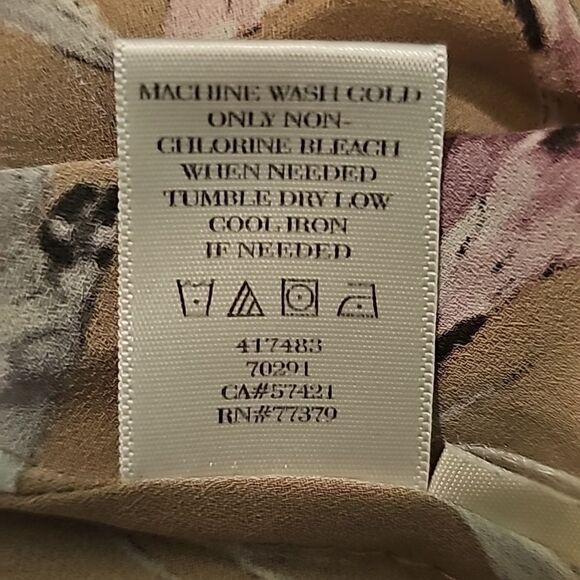 MACHINE WASH COLD
ONLY NON-
CHLORINE BLEACH
WHEN NEEDED
TUMBLE DRY LOW
COOL IRON
IF NEEDED
417483
70291
CA#57421
RN#77379